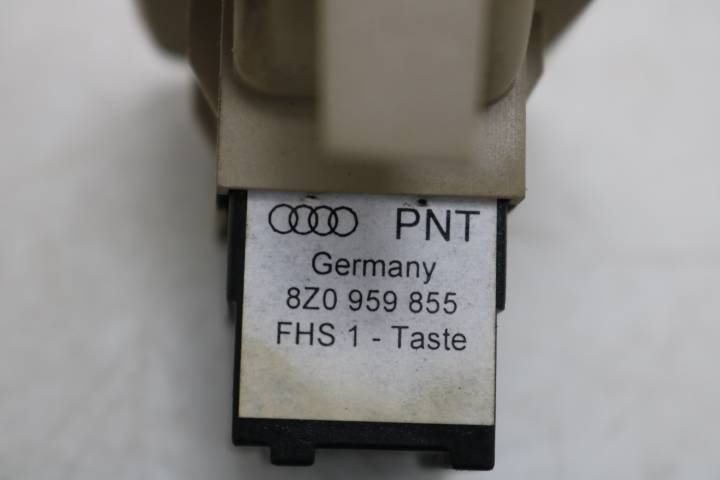 PNT
Germany
8Z0 959 855
FHS 1 - Taste